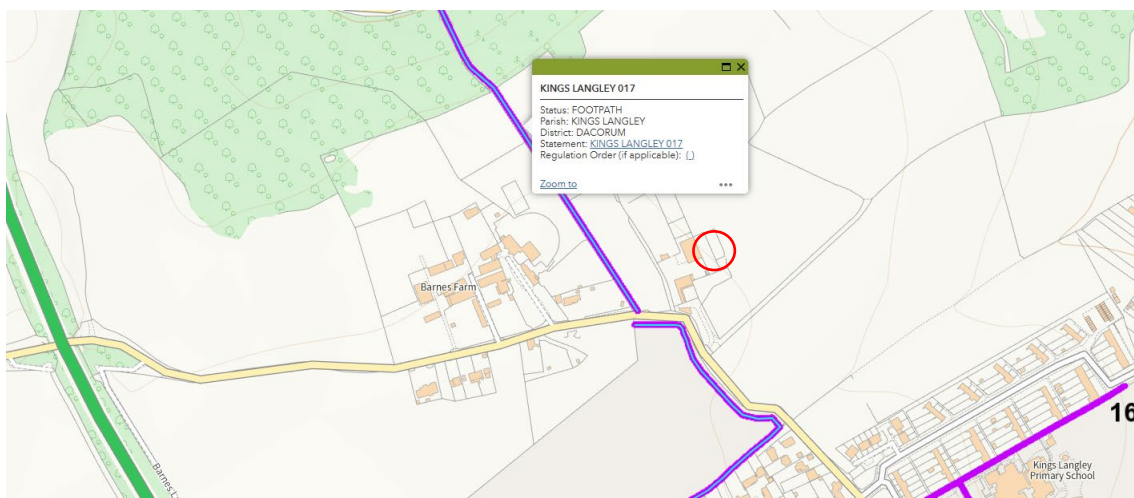 KINGS LANGLEY 017
Status: FOOTPATH
Parish: KINGS LANGLEY
District: DACORUM
Statement: KINGS LANGLEY 017
Regulation Order (if applicable): ( )
Zoom to
Barnes Farm
16
Kings Langley
Primary School
Barnes L